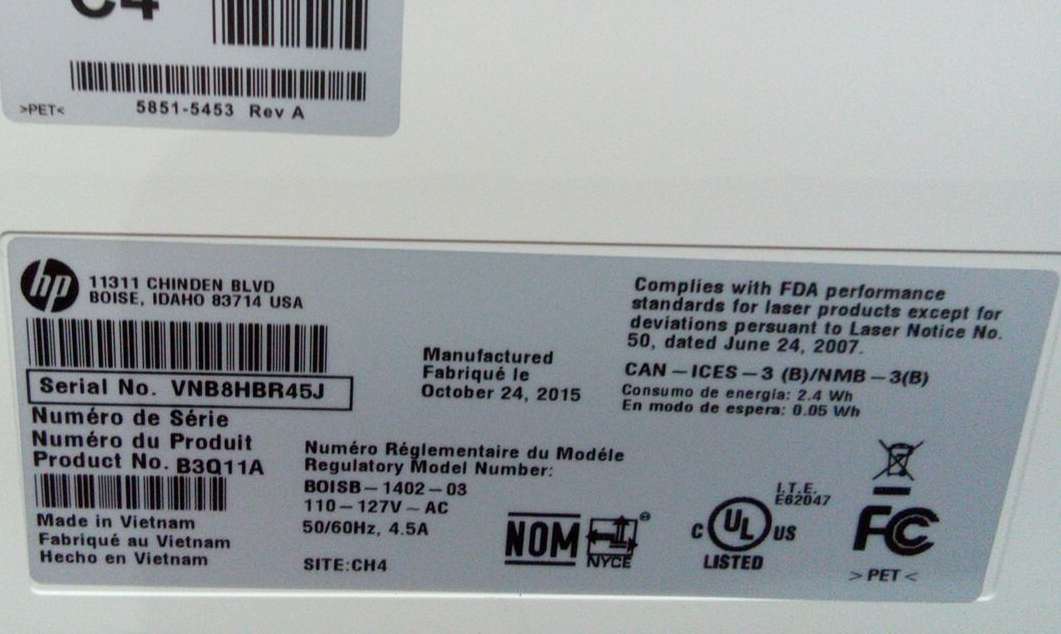 C4
>PET<
5851-5453 Rev A
hp
11311 CHINDEN BLVD
BOISE, IDAHO 83714 USA
Serial No. VNB8HBR45J
Numéro de Série
Numéro du Produit
Product No. B3Q11A
Made in Vietnam
Fabriqué au Vietnam
Hecho en Vietnam
Manufactured
Fabriqué le
October 24, 2015
Numéro Réglementaire du Modéle
Regulatory Model Number:
BOISB-1402-03
110-127V~AC
50/60Hz, 4.5A
SITE:CH4
Complies with FDA performance
standards for laser products except for
deviations persuant to Laser Notice No.
50, dated June 24, 2007.
CAN-ICES-3 (B)/NMB-3(B)
Consumo de energía: 2.4 Wh
En modo de espera: 0.05 Wh
NOM
NYCE
®
I.T.E.
E62047
C UL US
LISTED
FC
>PET<